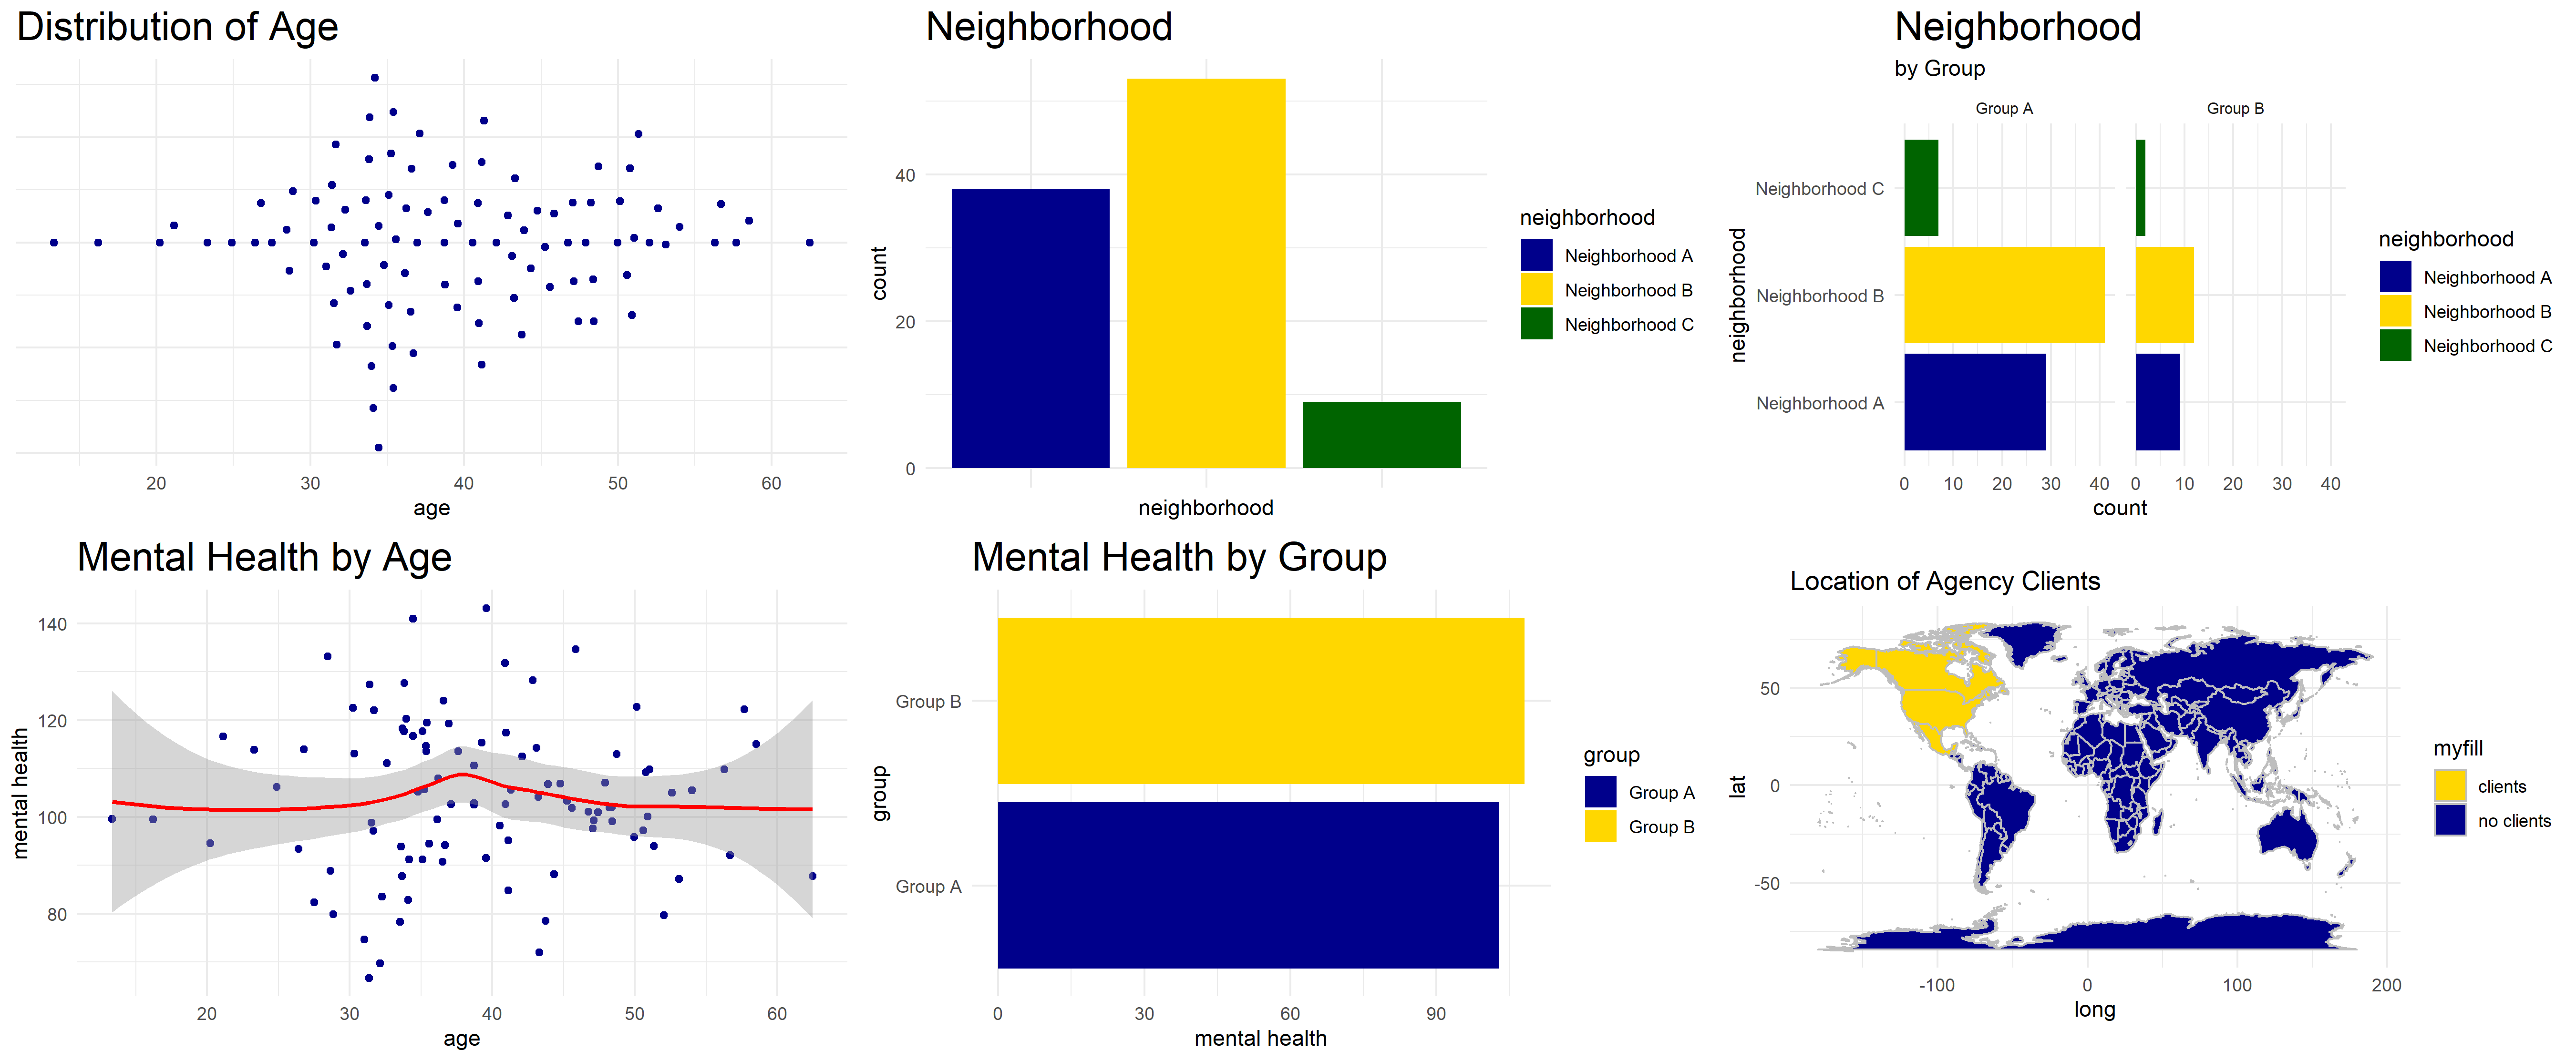 Distribution of Age
20 30 40 50 60
age
Neighborhood
count
40
20
0
neighborhood
neighborhood
Neighborhood A
Neighborhood B
Neighborhood C
Neighborhood
by Group
Group A Group B
neighborhood
Neighborhood C
Neighborhood B
Neighborhood A
0 10 20 30 40 0 10 20 30 40
count
neighborhood
Neighborhood A
Neighborhood B
Neighborhood C
Mental Health by Age
mental health
140
120
100
80
20 30 40 50 60
age
Mental Health by Group
group
Group B
Group A
0 30 60 90
mental health
group
Group A
Group B
Location of Agency Clients
lat
50
0
-50
-100 0 100 200
long
myfill
clients
no clients